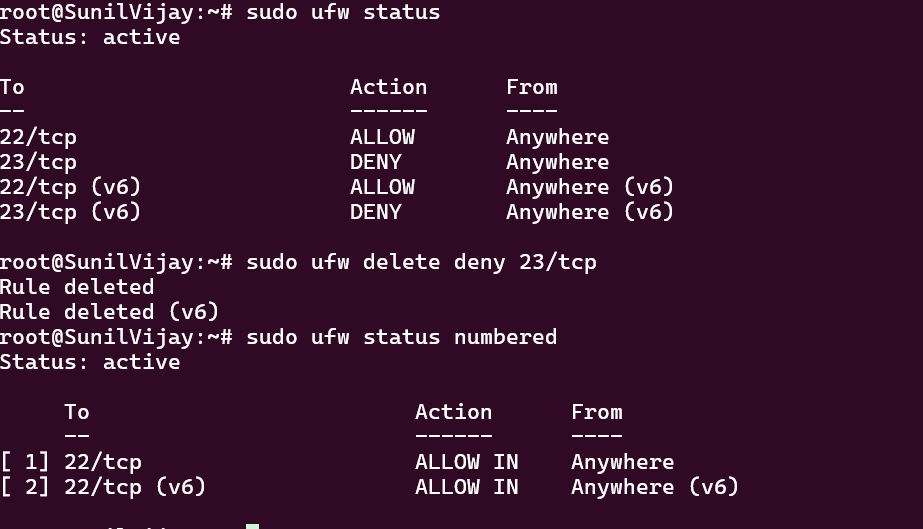 root@SunilVijay:~# sudo ufw status
Status: active
To                         Action      From
--                         ------      ----
22/tcp                     ALLOW       Anywhere
23/tcp                     DENY        Anywhere
22/tcp (v6)                ALLOW       Anywhere (v6)
23/tcp (v6)                DENY        Anywhere (v6)
root@SunilVijay:~# sudo ufw delete deny 23/tcp
Rule deleted
Rule deleted (v6)
root@SunilVijay:~# sudo ufw status numbered
Status: active
     To                         Action      From
     --                         ------      ----
[ 1] 22/tcp                     ALLOW IN    Anywhere
[ 2] 22/tcp (v6)                ALLOW IN    Anywhere (v6)